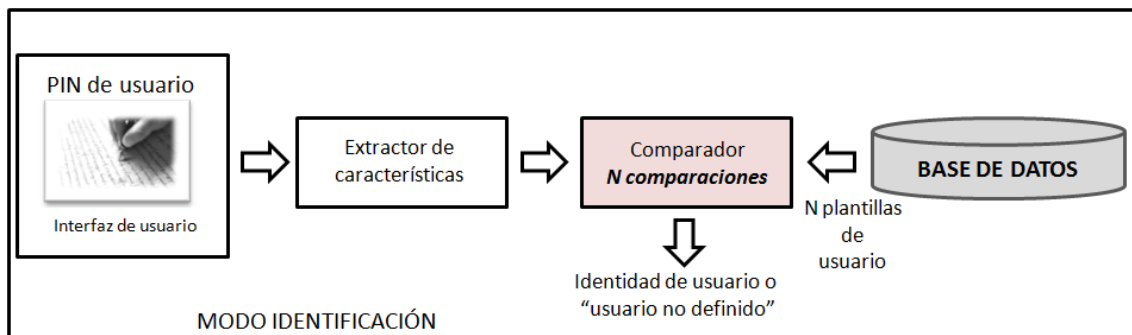 PIN de usuario
Interfaz de usuario
Extractor de
características
Comparador
N comparaciones
BASE DE DATOS
N plantillas
de
usuario
Identidad de usuario o
“usuario no definido”
MODO IDENTIFICACIÓN